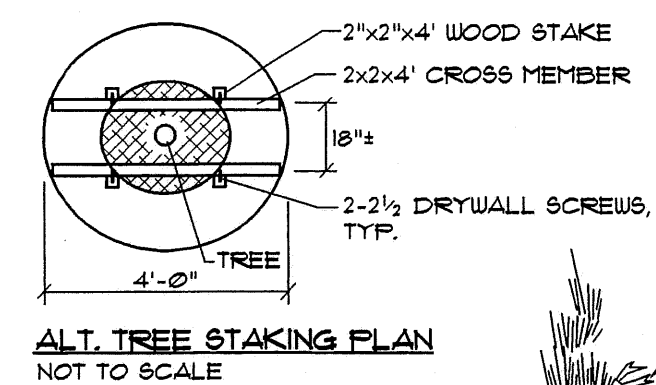 2"x2"x4' WOOD STAKE
2x2x4' CROSS MEMBER
18"±
2-2½ DRYWALL SCREWS,
TYP.
TREE
4'-0"
ALT. TREE STAKING PLAN
NOT TO SCALE